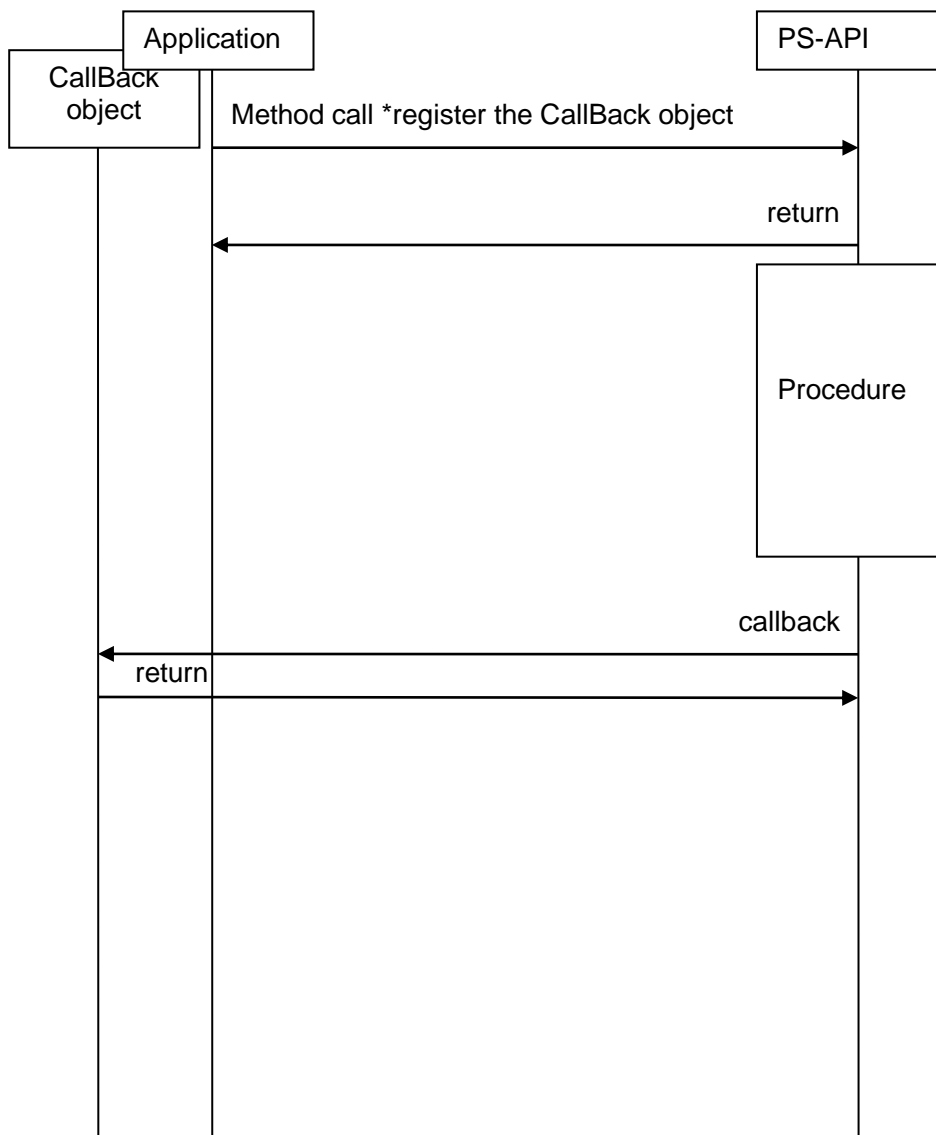 Application
PS-API
CallBack
object
Method call *register the CallBack object
return
Procedure
callback
return